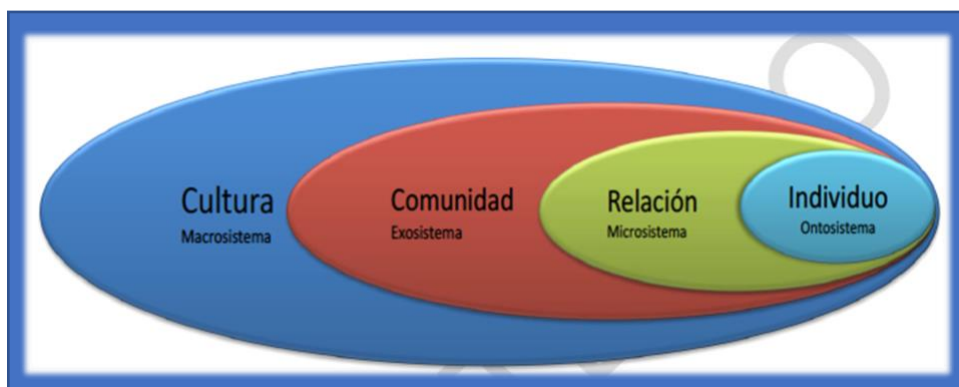 Cultura
Macrosistema
Comunidad
Exosistema
Relación
Microsistema
Individuo
Ontosistema